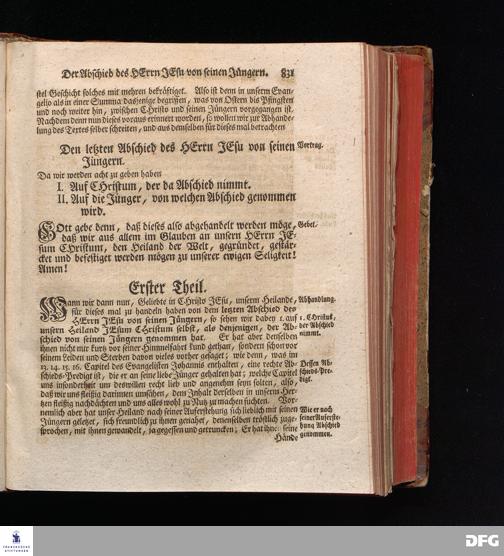 Der Abschied des HErrn JEsu von seinen Jüngern. 831
stel Geschicht solches mit mehren bekräftiget. Also ist denn in unserm Evan-
gelio als in einer Summa dasjenige begriffen, was von Ostern bis Pfingsten
und noch weiter hin, zwischen CHristo und seinen Jüngern vorgegangen ist.
Nachdem denn nun dieses voraus erinnert worden, so wollen wir zur Abhande-
lung des Textes selber schreiten, und aus demselben für dieses mal betrachten
Den letzten Abschied des HErrn JEsu von seinen Vortrag.
Jüngern.
Da wir werden acht zu geben haben
I. Auf CHristum, der da Abschied nimmt.
II. Auf die Jünger, von welchen Abschied genommen
wird.
GOtt gebe denn, daß dieses also abgehandelt werden möge, Gebet.
daß wir aus allem im Glauben an unsern HErrn JE-
sum CHristum, den Heiland der Welt, gegründet, gestär-
cket und befestiget werden mögen zu unserer ewigen Seligkeit!
Amen!
Erster Theil.
Wann wir dann nun, Geliebte in CHristo JEsu, unserm Heilande, Abhandlung.
für dieses mal zu handeln haben von dem letzten Abschied des
HErrn JEsu von seinen Jüngern, so sehen wir dabey 1. auf 1. Christus,
unsern Heiland JEsum CHristum selbst, als denjenigen, der Ab- der Abschied
schied von seinen Jüngern genommen hat. Er hat aber denselben nimmt.
ihnen nicht nur kurtz vor seiner Himmelfahrt kund gethan, sondern schon vor
seinem Leiden und Sterben davon vieles vorher gesaget; wie denn, was im
13. 14. 15. 16. Capitel des Evangelisten Johannis enthalten, eine rechte Ab- Dessen Ab-
schieds-Predigt ist, die er an seine liebe Jünger gehalten hat; welche Capitel schieds-Pre-
uns insonderheit um deswillen recht lieb und angenehm seyn solten, also, digt.
daß wir uns fleißig darinnen umsähen, dem Inhalt derselben in unserm Her-
tzen fleißig nachdächten und uns alles wohl zu Nutz zu machen suchten. Vor-
nemlich aber hat unser Heiland nach seiner Auferstehung sich lieblich mit seinen Wie er nach
Jüngern geletzet, sich freundlich zu ihnen genahet, denenselben tröstlich zuge- seiner Auferste-
sprochen, mit ihnen gewandelt, ja gegessen und getruncken; Er hat ihnen seine hung Abschied
Hände genommen.
FRANCKESCHE
STIFTUNGEN
DFG